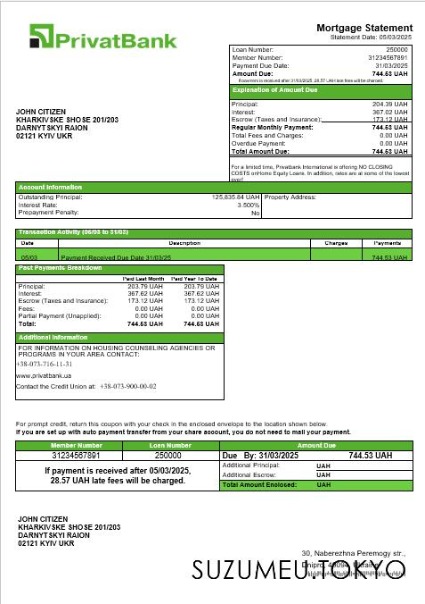 PrivatBank
Mortgage Statement
Statement Date: 05/03/2025
Loan Number: 250000
Member Number: 31234567891
Payment Due Date: 31/03/2025
Amount Due: 744.53 UAH
If payment is received after 31/03/2025, 28.57 UAH late fee will be charged.
JOHN CITIZEN
KHARKIVSKE SHOSE 201/203
DARNYTSKYI RAION
02121 KYIV UKR
Explanation of Amount Due
Principal: 204.39 UAH
Interest: 367.02 UAH
Escrow (Taxes and Insurance): 173.12 UAH
Regular Monthly Payment: 744.53 UAH
Total Fees and Charges: 0.00 UAH
Overdue Payment: 0.00 UAH
Total Amount Due: 744.53 UAH
For a limited time, Privatbank International is offering NO CLOSING
COSTS onHome Equity Loans. In addition, rates are at some of the lowest
ever!
Account Information
Outstanding Principal: 125,835.84 UAH
Interest Rate: 3.500%
Prepayment Penalty: No
Property Address:
Transaction Activity (05/03 to 31/03)
Date Description Charges Payments
05/03 Payment Received Due Date 31/03/25 744.53 UAH
Past Payments Breakdown
Paid Last Month Paid Year To Date
Principal: 203.79 UAH 203.79 UAH
Interest: 367.62 UAH 367.62 UAH
Escrow (Taxes and Insurance): 173.12 UAH 173.12 UAH
Fees: 0.00 UAH 0.00 UAH
Partial Payment (Unapplied): 0.00 UAH 0.00 UAH
Total: 744.53 UAH 744.53 UAH
Additional Information
FOR INFORMATION ON HOUSING COUNSELING AGENCIES OR
PROGRAMS IN YOUR AREA CONTACT:
+38-073-716-11-31
www.privatbank.ua
Contact the Credit Union at: +38-073-900-00-02
For prompt credit, return this coupon with your check in the enclosed envelope to the location shown below.
If you are set up with auto payment transfer from your share account, you do not need to mail your payment.
Member Number Loan Number Amount Due
31234567891 250000 Due By: 31/03/2025 744.53 UAH
If payment is received after 05/03/2025,
28.57 UAH late fees will be charged.
Additional Principal: UAH
Additional Escrow: UAH
Total Amount Enclosed: UAH
JOHN CITIZEN
KHARKIVSKE SHOSE 201/203
DARNYTSKYI RAION
02121 KYIV UKR
30, Naberezhna Peremogy str.,
Dnipro, 49094, Ukraine
SUZUMEU.TOKYO